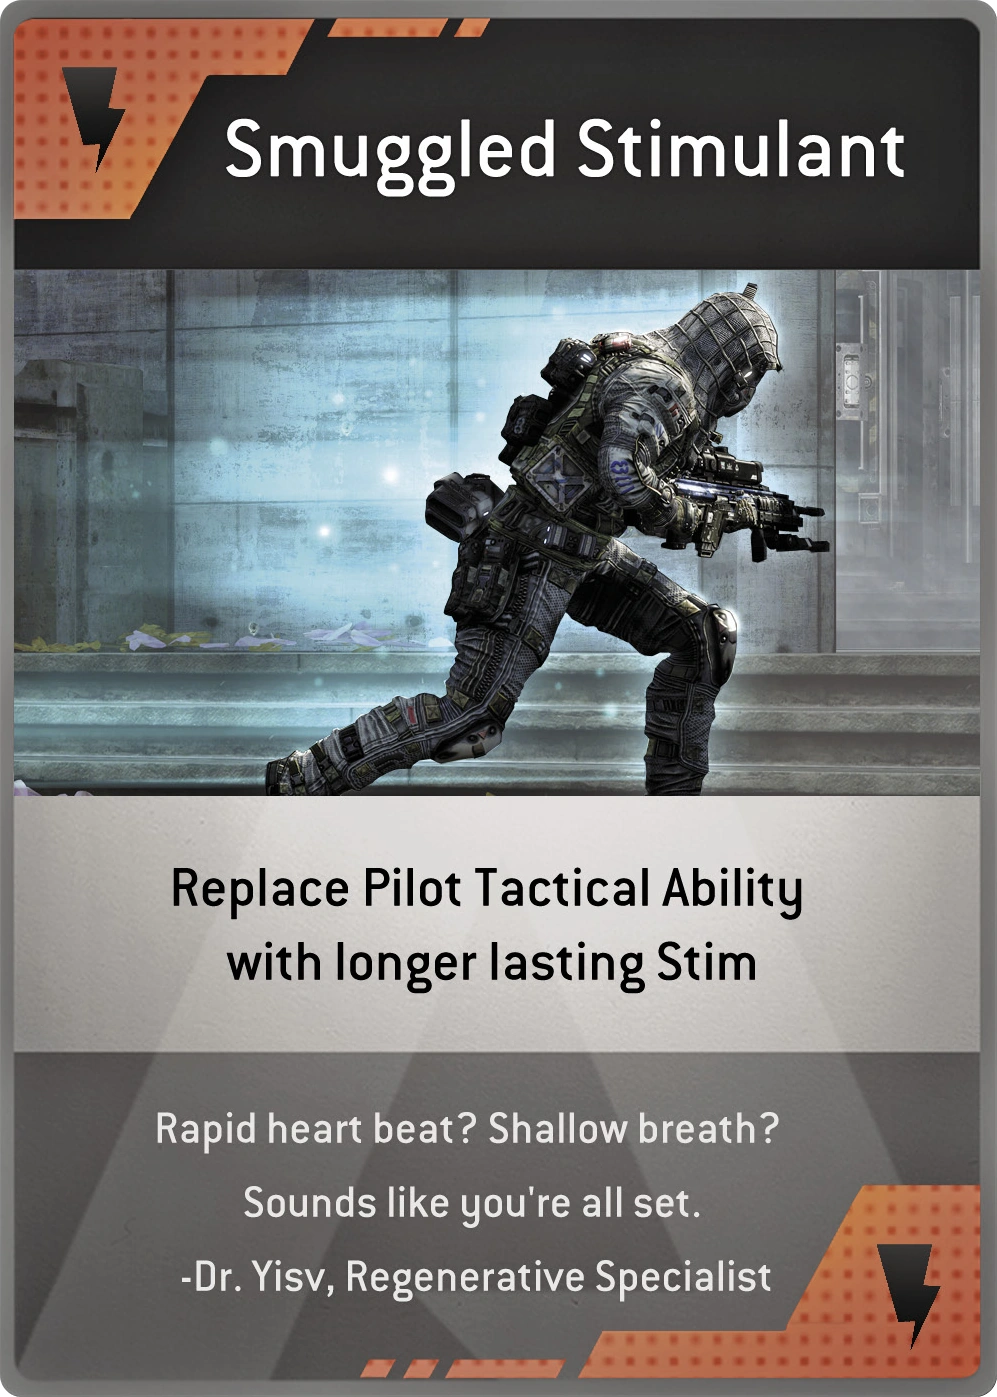 Smuggled Stimulant
Replace Pilot Tactical Ability
with longer lasting Stim
Rapid heart beat? Shallow breath?
Sounds like you're all set.
-Dr. Yisv, Regenerative Specialist